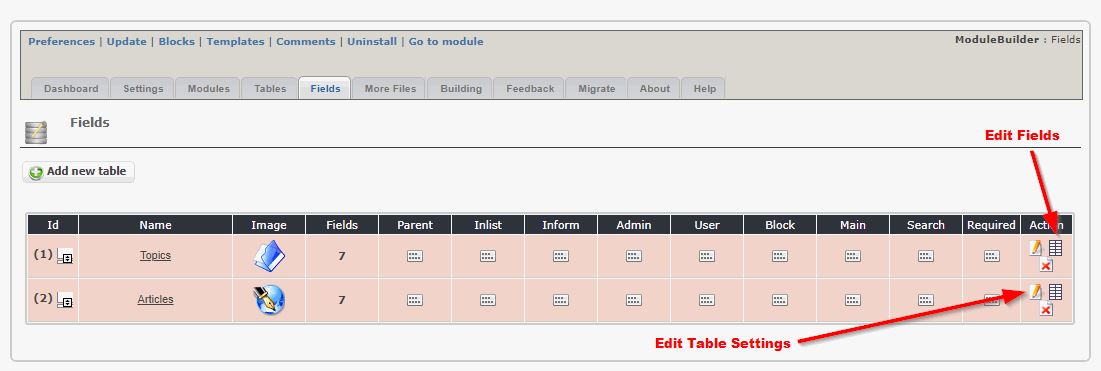 Preferences | Update | Blocks | Templates | Comments | Uninstall | Go to module
ModuleBuilder : Fields
Dashboard Settings Modules Tables Fields More Files Building Feedback Migrate About Help
Fields
Edit Fields
Add new table
Id Name Image Fields Parent Inlist Inform Admin User Block Main Search Required Action
(1) Topics 7
(2) Articles 7
Edit Table Settings